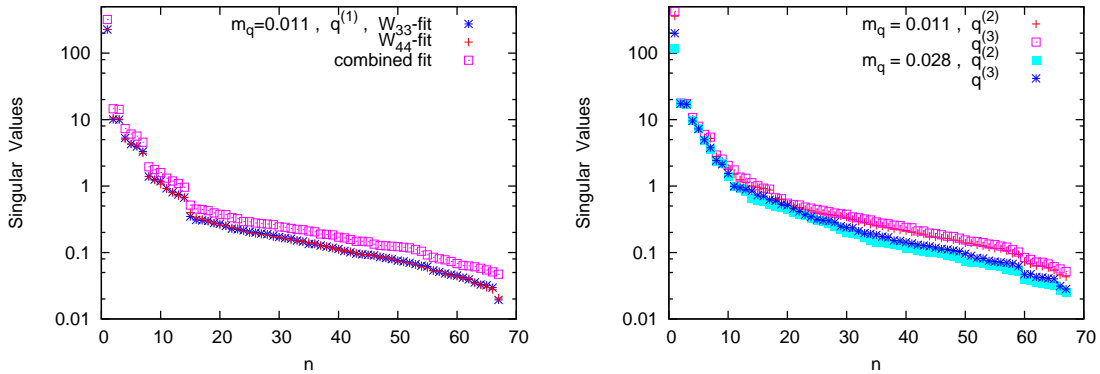 m_q=0.011 , q^(1), W_33-fit
W_44-fit
combined fit
100
10
1
0.1
0.01
Singular Values
0 10 20 30 40 50 60 70
n
m_q = 0.011 , q^(2)
q^(3)
m_q = 0.028 , q^(2)
q^(3)
100
10
1
0.1
0.01
Singular Values
0 10 20 30 40 50 60 70
n